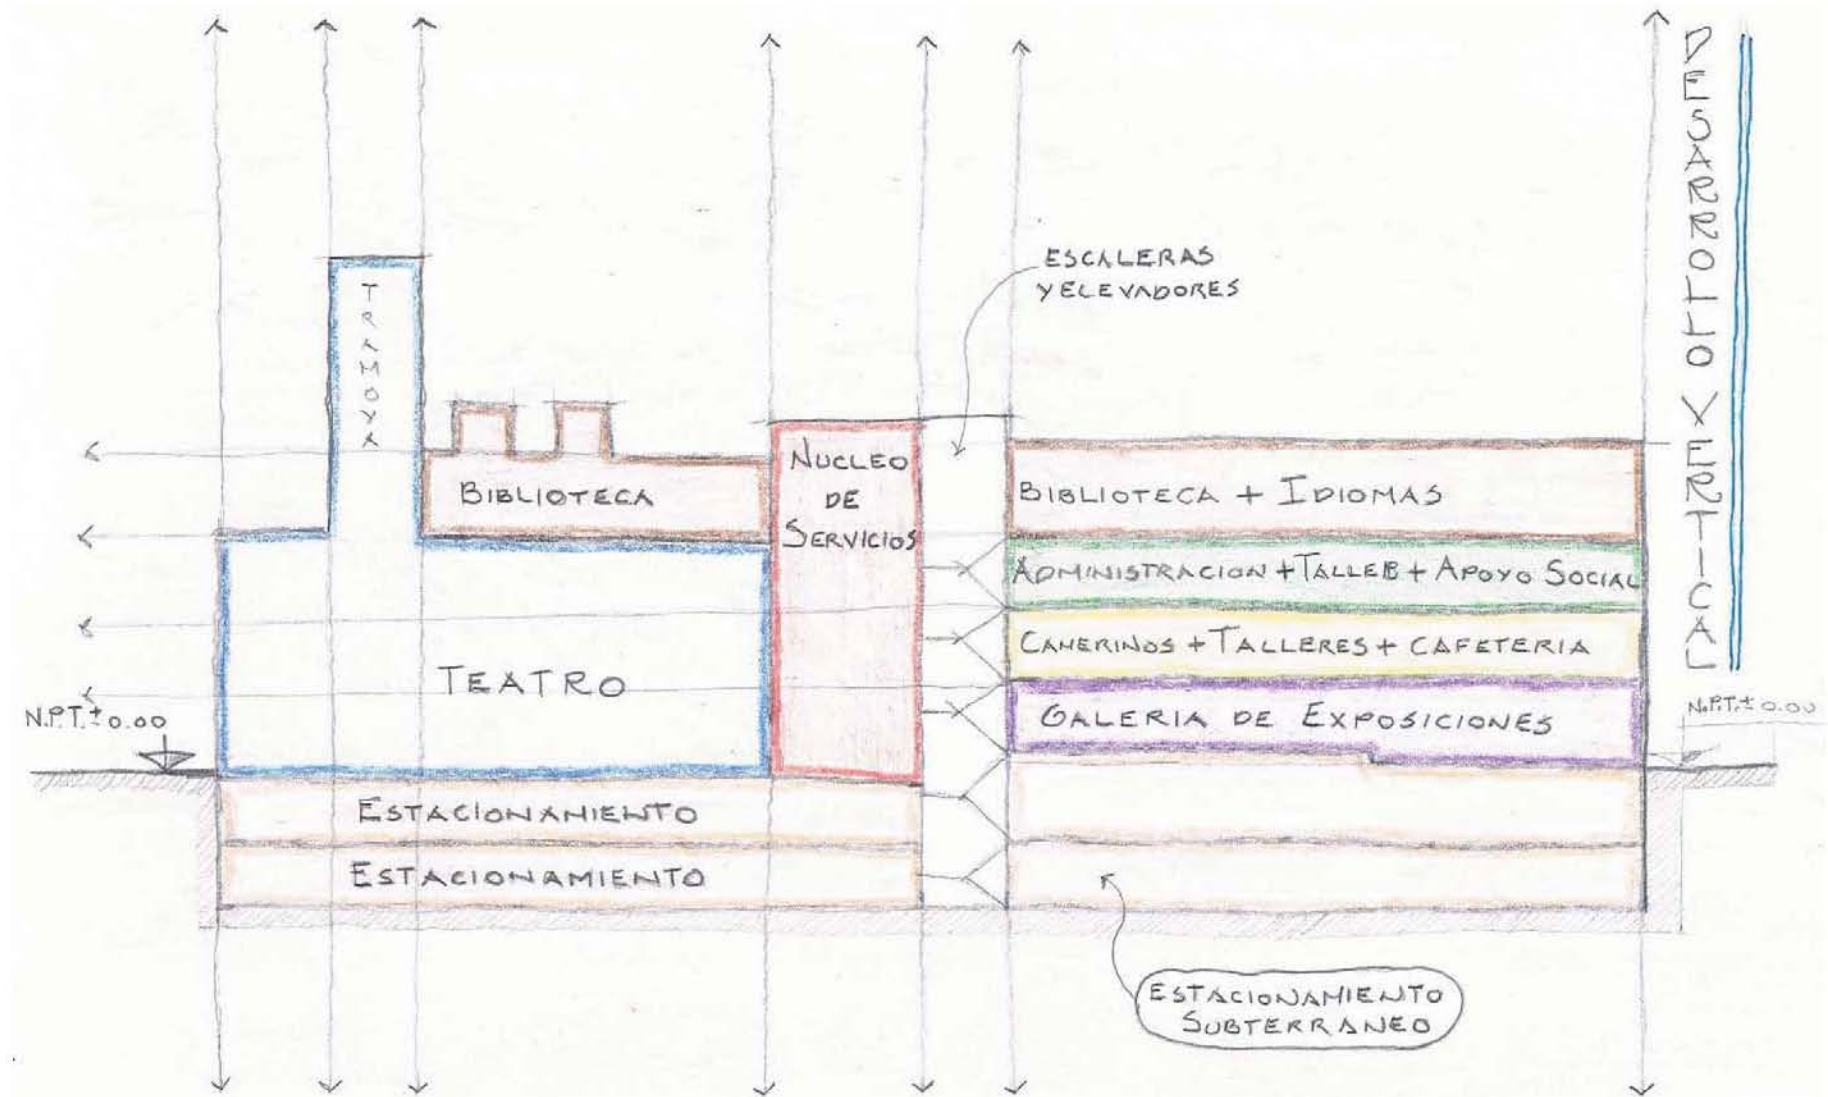 DESARROLLO VERTICAL
ESCALERAS
Y ELEVADORES
TRAMOYA
NUCLEO
DE
SERVICIOS
BIBLIOTECA
BIBLIOTECA + IDIOMAS
ADMINISTRACION + TALLER + APOYO SOCIAL
CAMERINOS + TALLERES + CAFETERIA
TEATRO
GALERIA DE EXPOSICIONES
N.P.T. ± 0.00
N.P.T. ± 0.00
ESTACIONAMIENTO
ESTACIONAMIENTO
ESTACIONAMIENTO
SUBTERRANEO